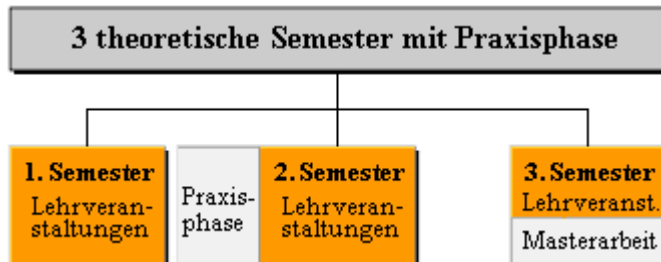 3 theoretische Semester mit Praxisphase
1. Semester
Lehrveran-
staltungen
Praxis-
phase
2. Semester
Lehrveran-
staltungen
3. Semester
Lehrveranst.
Masterarbeit